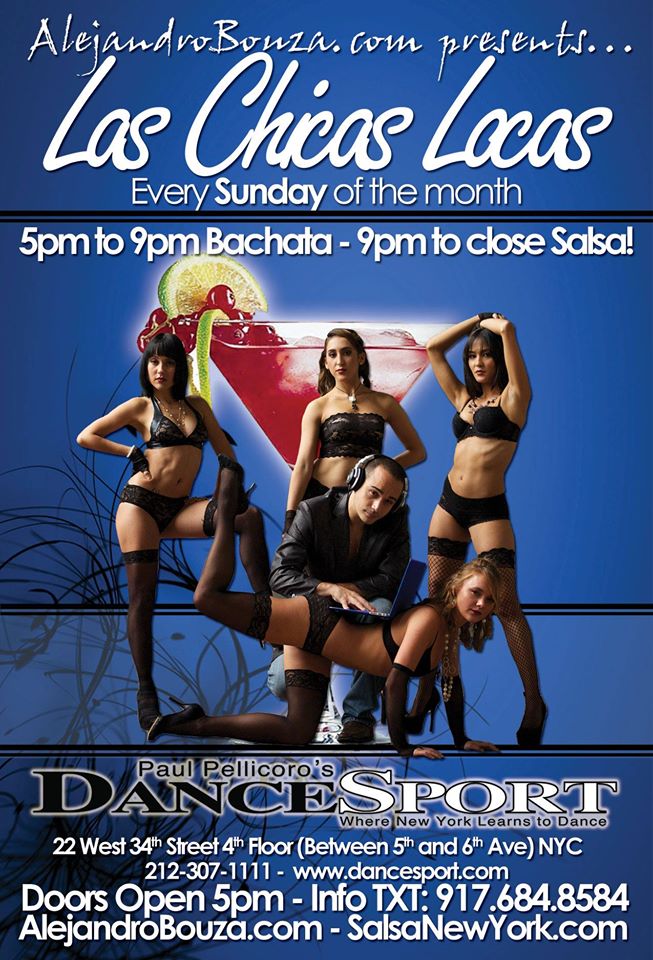 AlejandroBouza.com presents...
Las Chicas Locas
Every Sunday of the month
5pm to 9pm Bachata - 9pm to close Salsa!
Paul Pellicoro's
DANCESPORT
Where New York Learns to Dance
22 West 34th Street 4th Floor (Between 5th and 6th Ave) NYC
212-307-1111 - www.dancesport.com
Doors Open 5pm - Info TXT: 917.684.8584
AlejandroBouza.com - SalsaNewYork.com